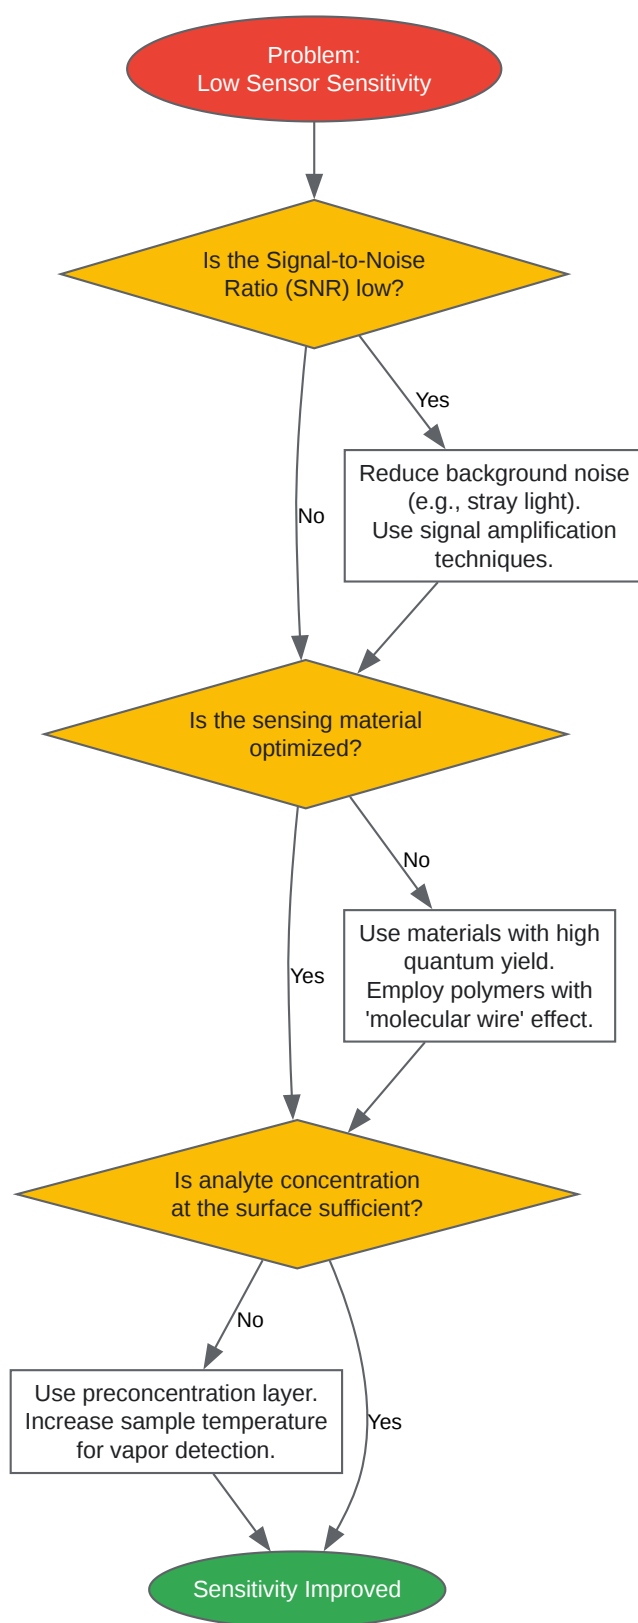 Problem:
Low Sensor Sensitivity
Is the Signal-to-Noise
Ratio (SNR) low?
Yes
No
Reduce background noise
(e.g., stray light).
Use signal amplification
techniques.
Is the sensing material
optimized?
No
Yes
Use materials with high
quantum yield.
Employ polymers with
'molecular wire' effect.
Is analyte concentration
at the surface sufficient?
No
Yes
Use preconcentration layer.
Increase sample temperature
for vapor detection.
Sensitivity Improved